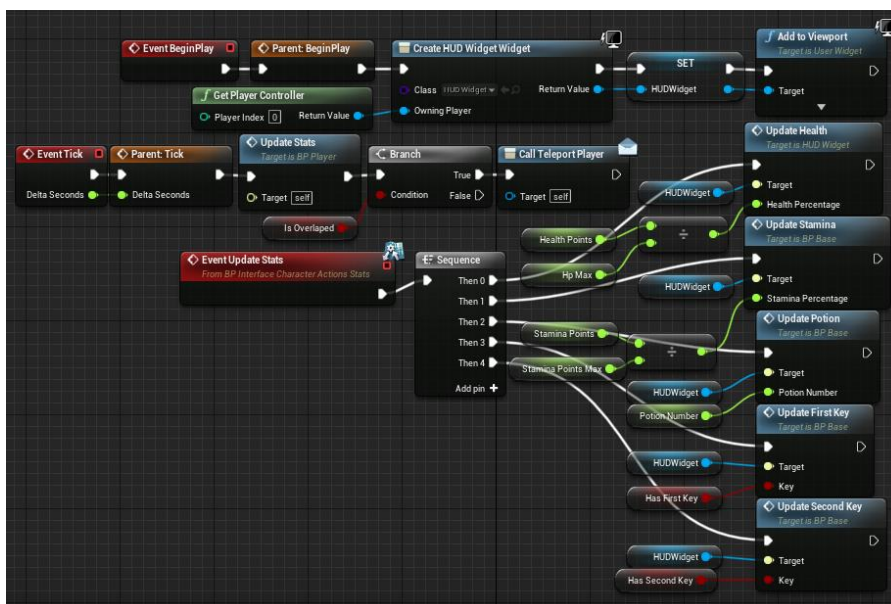 Event BeginPlay
Parent: BeginPlay
Create HUD Widget Widget
Class HUD Widget
Return Value
Owning Player
SET
HUDWidget
Add to Viewport
Target is User Widget
Target
Get Player Controller
Player Index 0
Return Value
Event Tick
Delta Seconds
Parent: Tick
Delta Seconds
Update Stats
Target is BP Player
Target self
Branch
True
Condition
False
Is Overlaped
Call Teleport Player
Target self
Update Health
Target is HUD Widget
HUDWidget
Target
Health Percentage
Health Points
÷
Hp Max
Event Update Stats
From BP Interface Character Actions Stats
Sequence
Then 0
Then 1
Then 2
Then 3
Then 4
Add pin +
Update Stamina
Target is BP Base
HUDWidget
Target
Stamina Percentage
Stamina Points
÷
Stamina Points Max
Update Potion
Target is BP Base
Target
HUDWidget
Potion Number
Potion Number
Update First Key
Target is BP Base
HUDWidget
Target
Has First Key
Key
Update Second Key
Target is BP Base
HUDWidget
Target
Has Second Key
Key